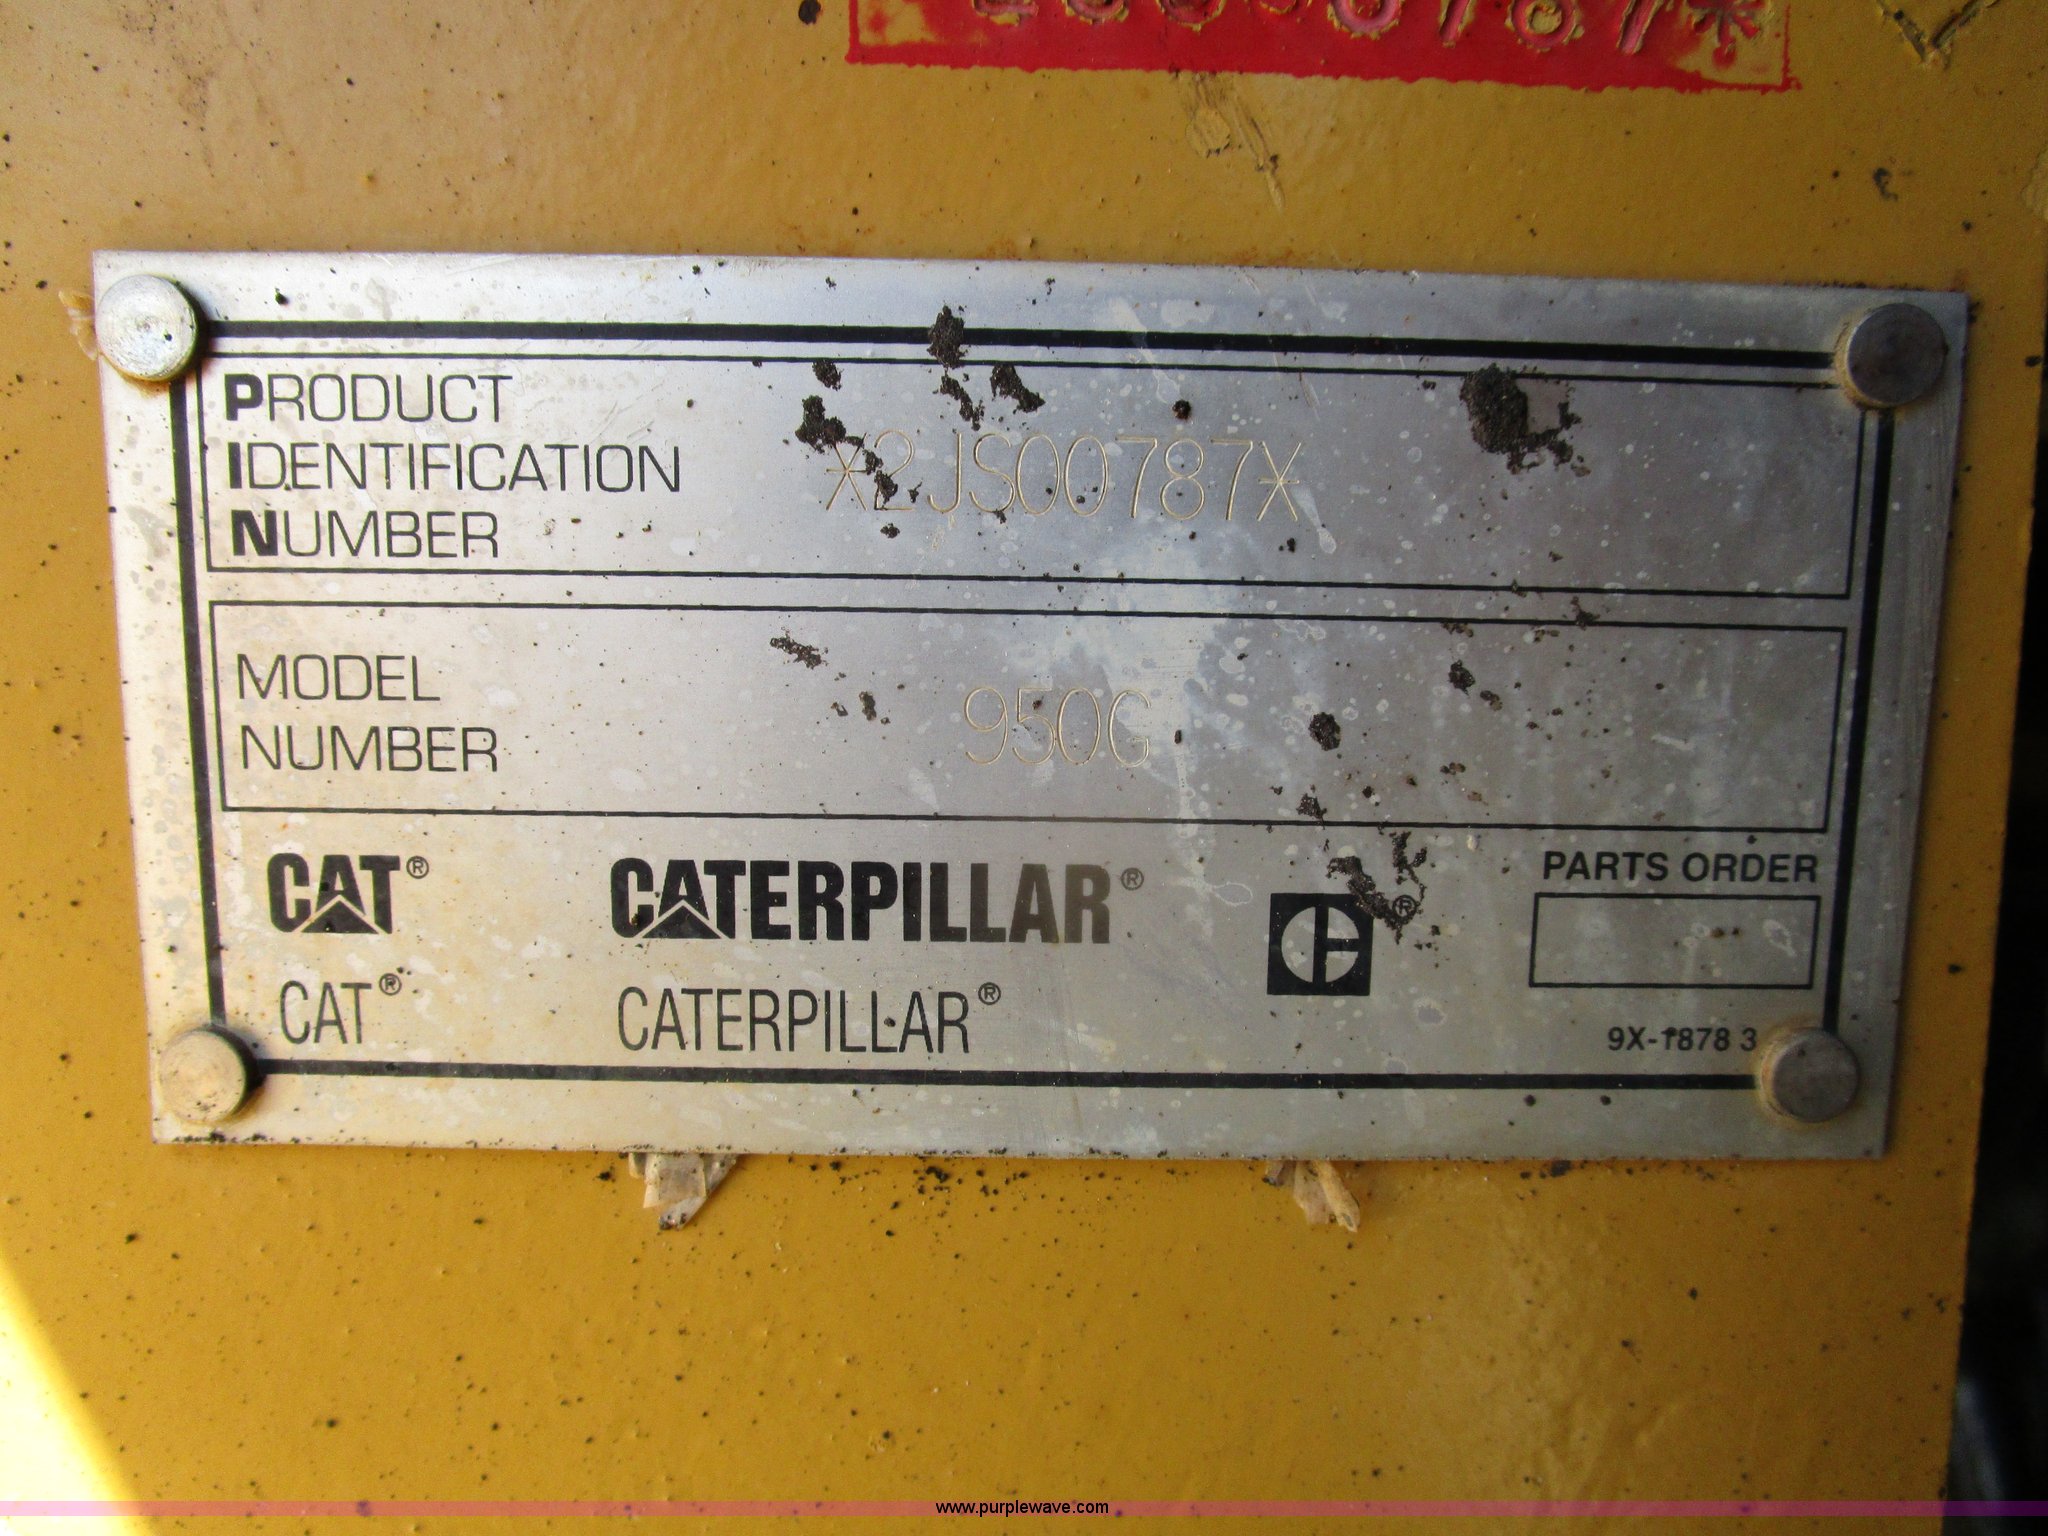 PRODUCT
IDENTIFICATION
NUMBER
*2JS00787*
MODEL
NUMBER
950G
CAT® CATERPILLAR®
PARTS ORDER
CAT® CATERPILLAR®
9X-1878 3
www.purplewave.com